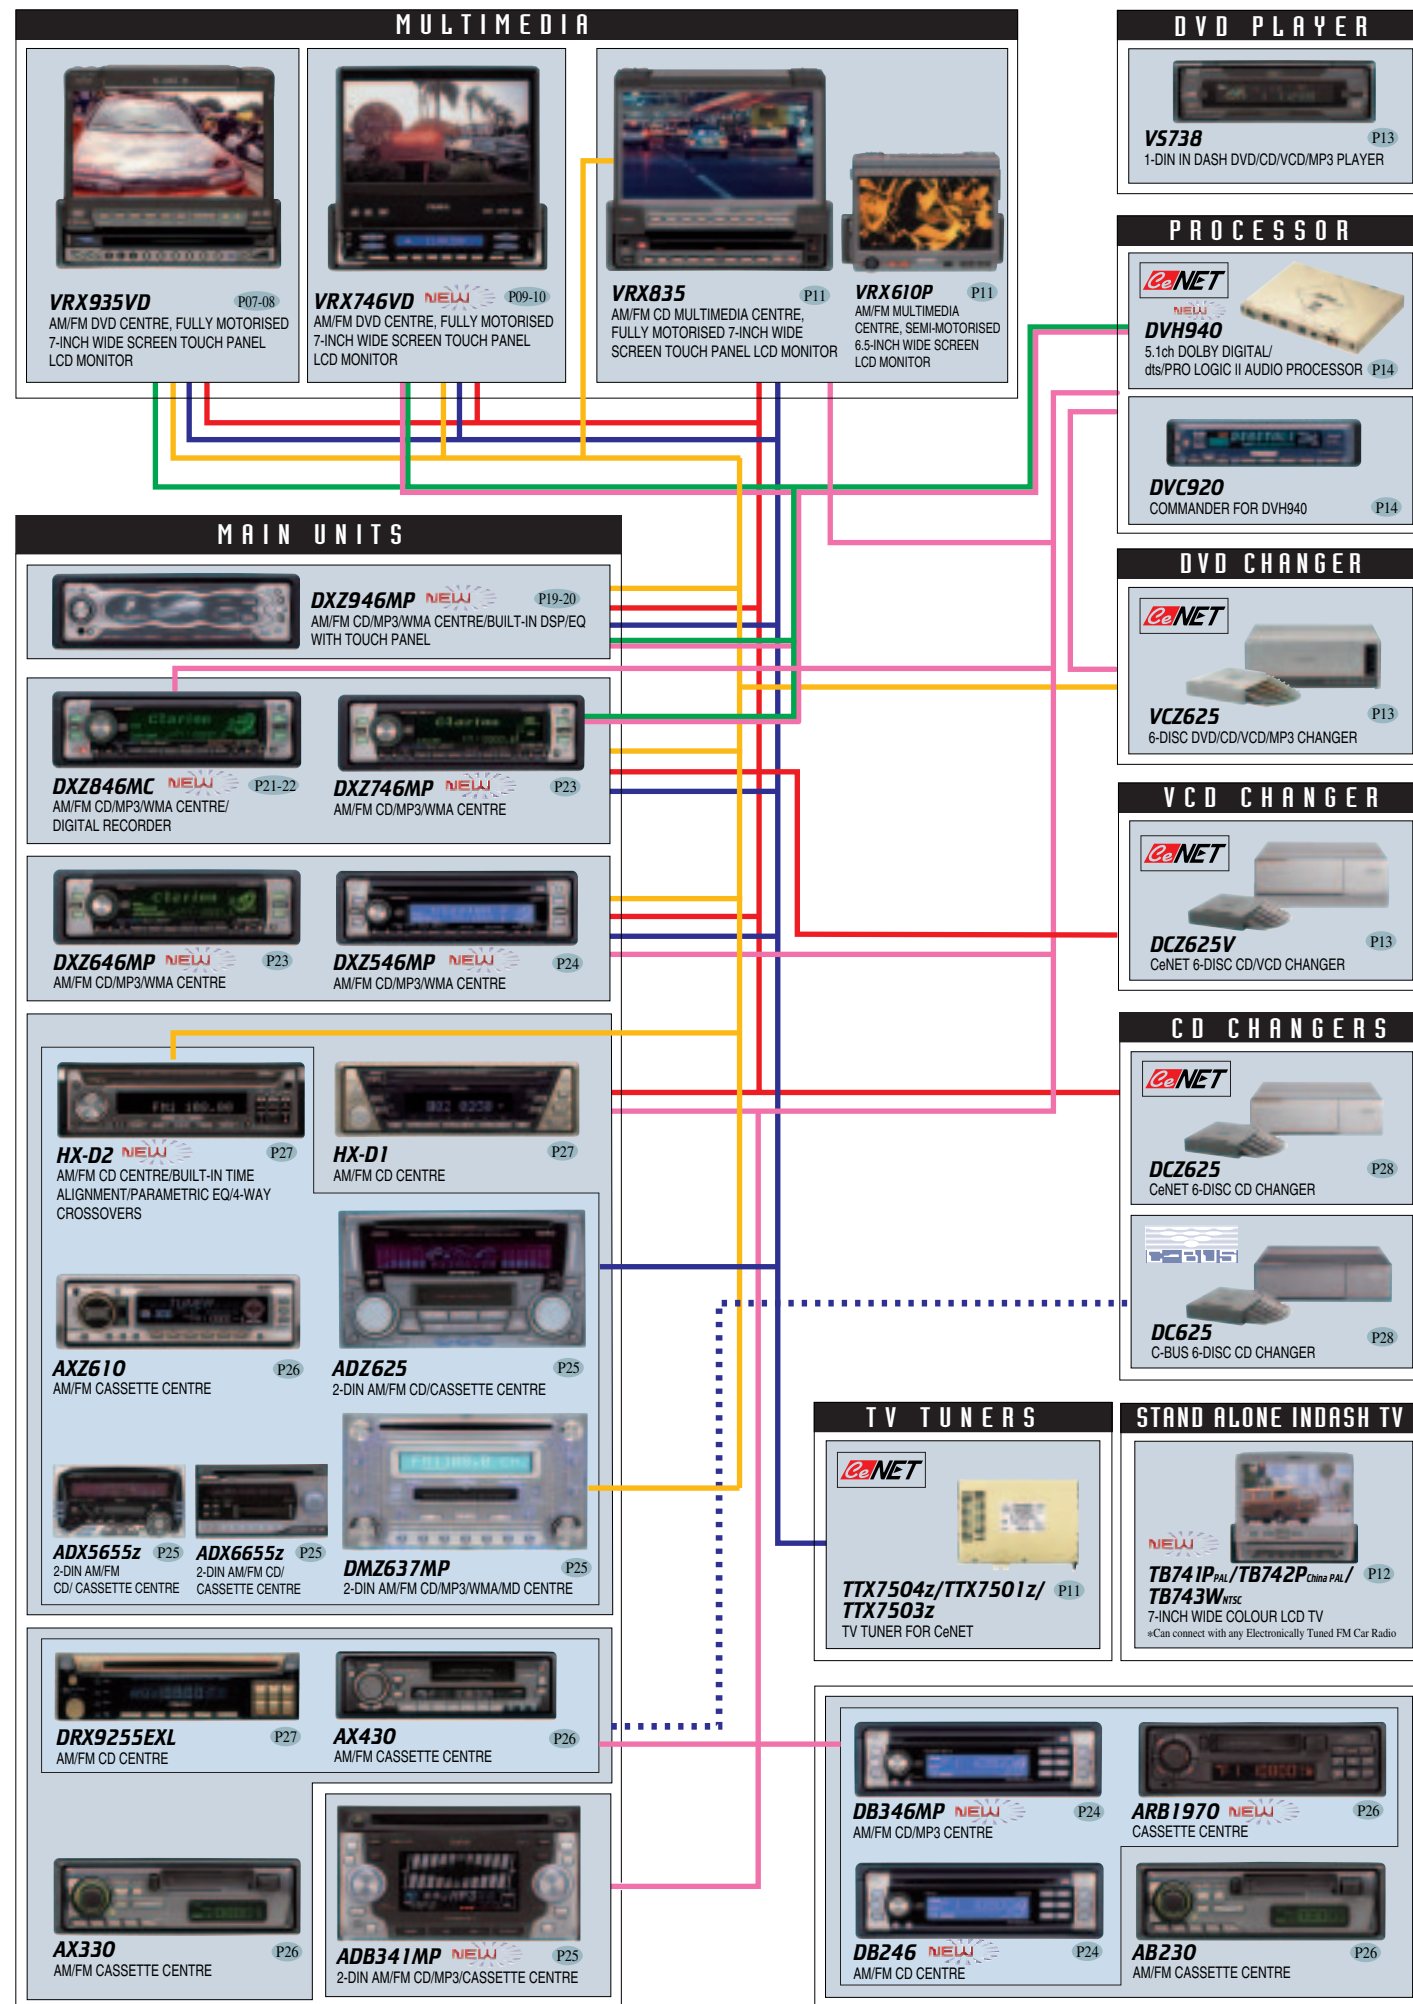 MULTIMEDIA
VRX935VD P07-08
AM/FM DVD CENTRE, FULLY MOTORISED
7-INCH WIDE SCREEN TOUCH PANEL
LCD MONITOR
VRX746VD NEW P09-10
AM/FM DVD CENTRE, FULLY MOTORISED
7-INCH WIDE SCREEN TOUCH PANEL
LCD MONITOR
VRX835 P11
AM/FM CD MULTIMEDIA CENTRE,
FULLY MOTORISED 7-INCH WIDE
SCREEN TOUCH PANEL LCD MONITOR
VRX610P P11
AM/FM MULTIMEDIA
CENTRE, SEMI-MOTORISED
6.5-INCH WIDE SCREEN
LCD MONITOR
DVD PLAYER
VS738 P13
1-DIN IN DASH DVD/CD/VCD/MP3 PLAYER
PROCESSOR
CeNET
NEW
DVH940
5.1ch DOLBY DIGITAL/
dts/PRO LOGIC II AUDIO PROCESSOR P14
DVC920
COMMANDER FOR DVH940 P14
DVD CHANGER
CeNET
VCZ625 P13
6-DISC DVD/CD/VCD/MP3 CHANGER
VCD CHANGER
CeNET
DCZ625V P13
CeNET 6-DISC CD/VCD CHANGER
CD CHANGERS
CeNET
DCZ625 P28
CeNET 6-DISC CD CHANGER
C-BUS
DC625 P28
C-BUS 6-DISC CD CHANGER
MAIN UNITS
DXZ946MP NEW P19-20
AM/FM CD/MP3/WMA CENTRE/BUILT-IN DSP/EQ
WITH TOUCH PANEL
Clarion
DXZ846MC NEW P21-22
AM/FM CD/MP3/WMA CENTRE/
DIGITAL RECORDER
Clarion
DXZ746MP NEW P23
AM/FM CD/MP3/WMA CENTRE
Clarion
DXZ646MP NEW P23
AM/FM CD/MP3/WMA CENTRE
DXZ546MP NEW P24
AM/FM CD/MP3/WMA CENTRE
HX-D2 NEW P27
AM/FM CD CENTRE/BUILT-IN TIME
ALIGNMENT/PARAMETRIC EQ/4-WAY
CROSSOVERS
HX-D1 P27
AM/FM CD CENTRE
AXZ610 P26
AM/FM CASSETTE CENTRE
ADZ625 P25
2-DIN AM/FM CD/CASSETTE CENTRE
ADX5655z P25
2-DIN AM/FM
CD/ CASSETTE CENTRE
ADX6655z P25
2-DIN AM/FM CD/
CASSETTE CENTRE
DMZ637MP P25
2-DIN AM/FM CD/MP3/WMA/MD CENTRE
DRX9255EXL P27
AM/FM CD CENTRE
AX430 P26
AM/FM CASSETTE CENTRE
AX330 P26
AM/FM CASSETTE CENTRE
ADB341MP NEW P25
2-DIN AM/FM CD/MP3/CASSETTE CENTRE
TV TUNERS
CeNET
TTX7504z/TTX7501z/ P11
TTX7503z
TV TUNER FOR CeNET
STAND ALONE INDASH TV
NEW
TB741P PAL/TB742P China PAL/ P12
TB743W NTSC
7-INCH WIDE COLOUR LCD TV
*Can connect with any Electronically Tuned FM Car Radio
DB346MP NEW P24
AM/FM CD/MP3 CENTRE
ARB1970 NEW P26
CASSETTE CENTRE
DB246 NEW P24
AM/FM CD CENTRE
AB230 P26
AM/FM CASSETTE CENTRE